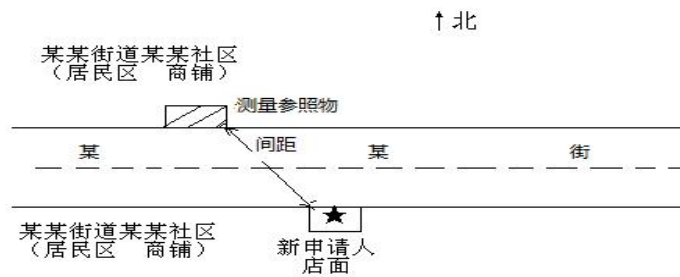 ↑北
某某街道某某社区
（居民区　商铺）
测量参照物
间距
某　某　街
某某街道某某社区
（居民区　商铺）
新申请人
店面